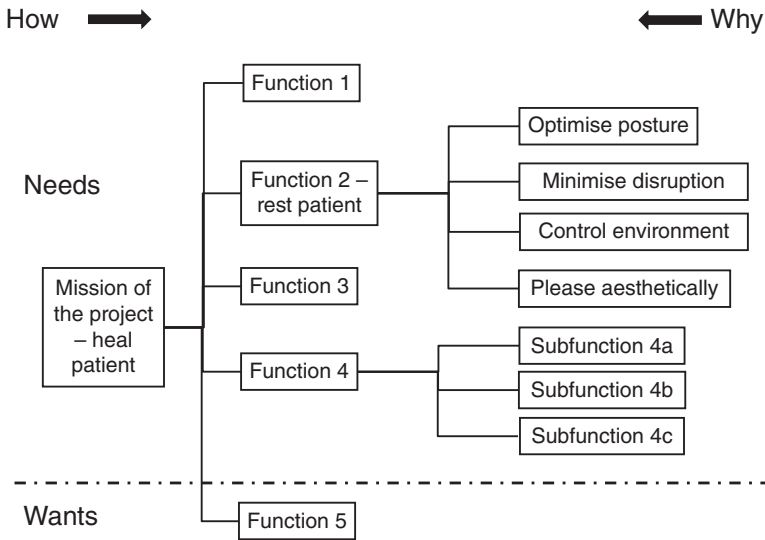 How
Why
Function 1
Optimise posture
Needs
Function 2 –
rest patient
Minimise disruption
Control environment
Mission of
the project
– heal
patient
Function 3
Please aesthetically
Function 4
Subfunction 4a
Subfunction 4b
Subfunction 4c
Wants
Function 5